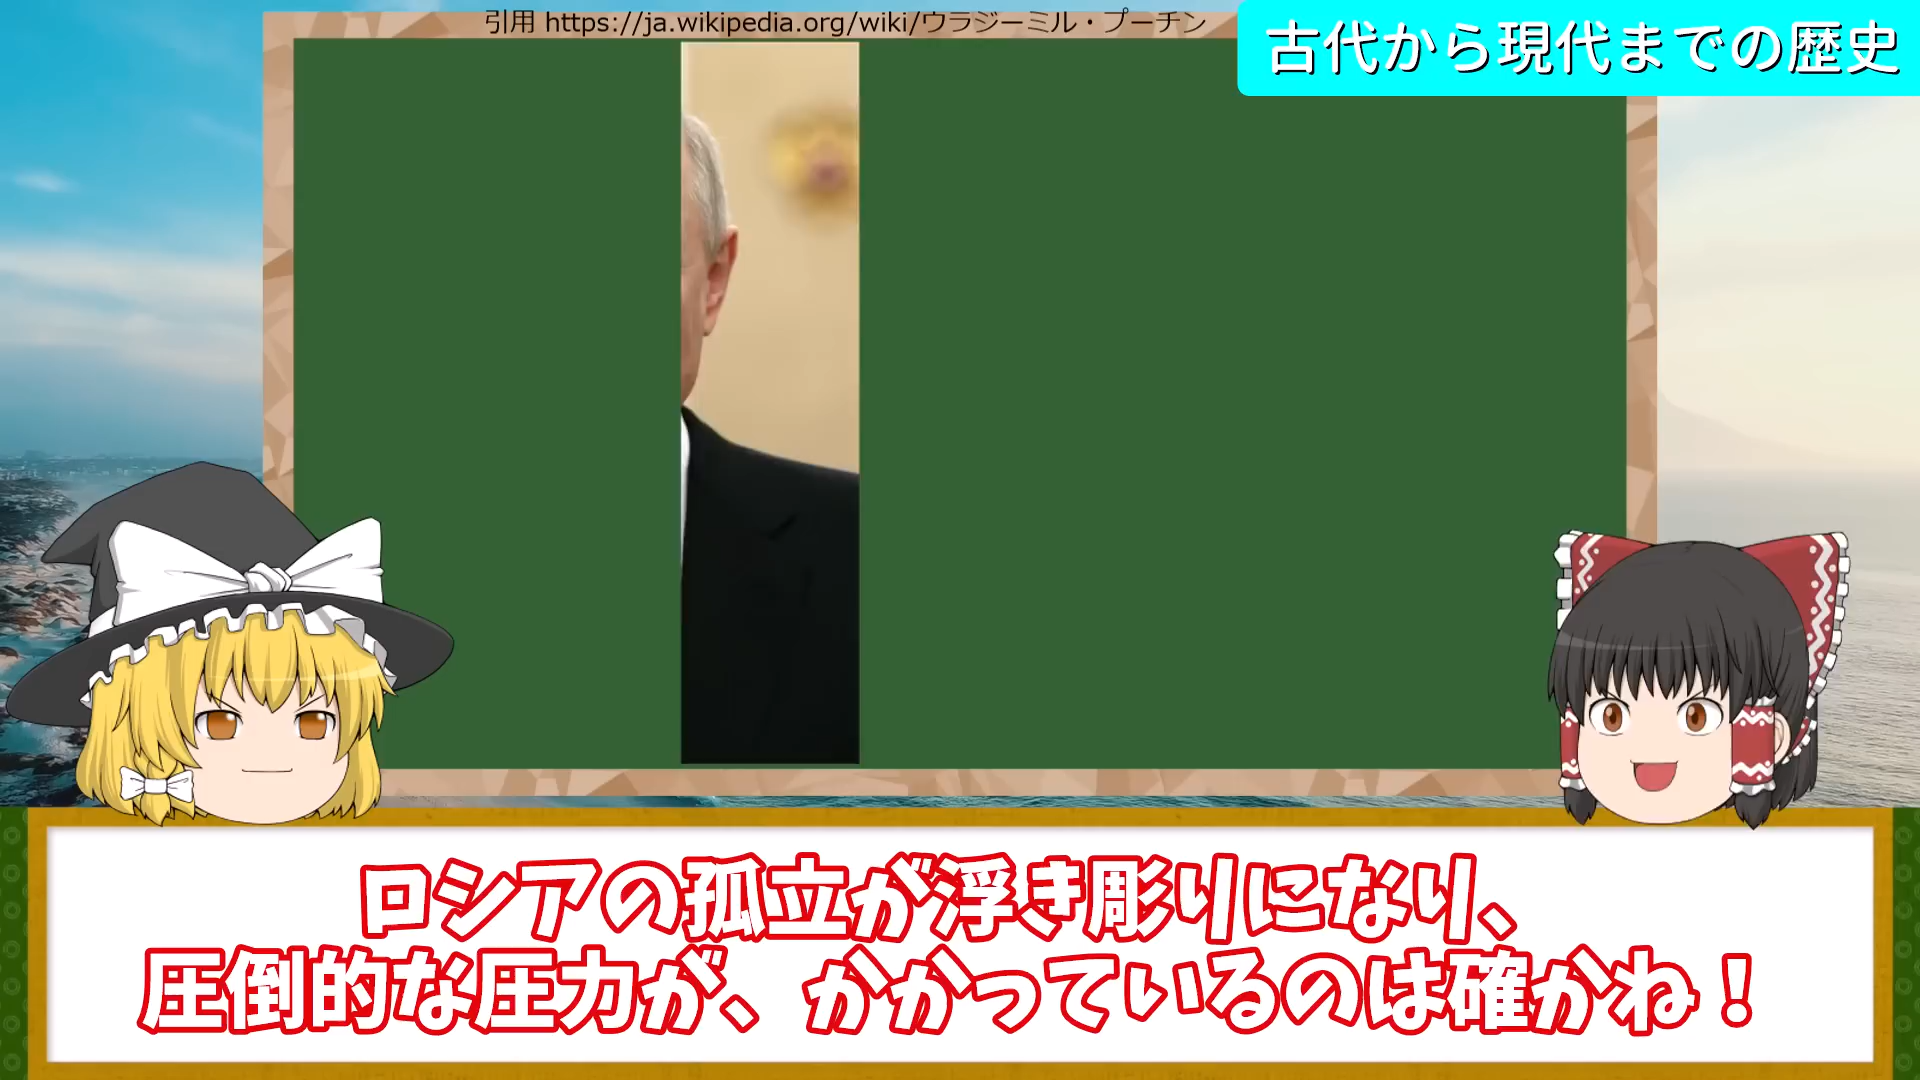 引用 https://ja.wikipedia.org/wiki/ウラジーミル・プーチン
古代から現代までの歴史
ロシアの孤立が浮き彫りになり、
圧倒的な圧力が、かかっているのは確かね！